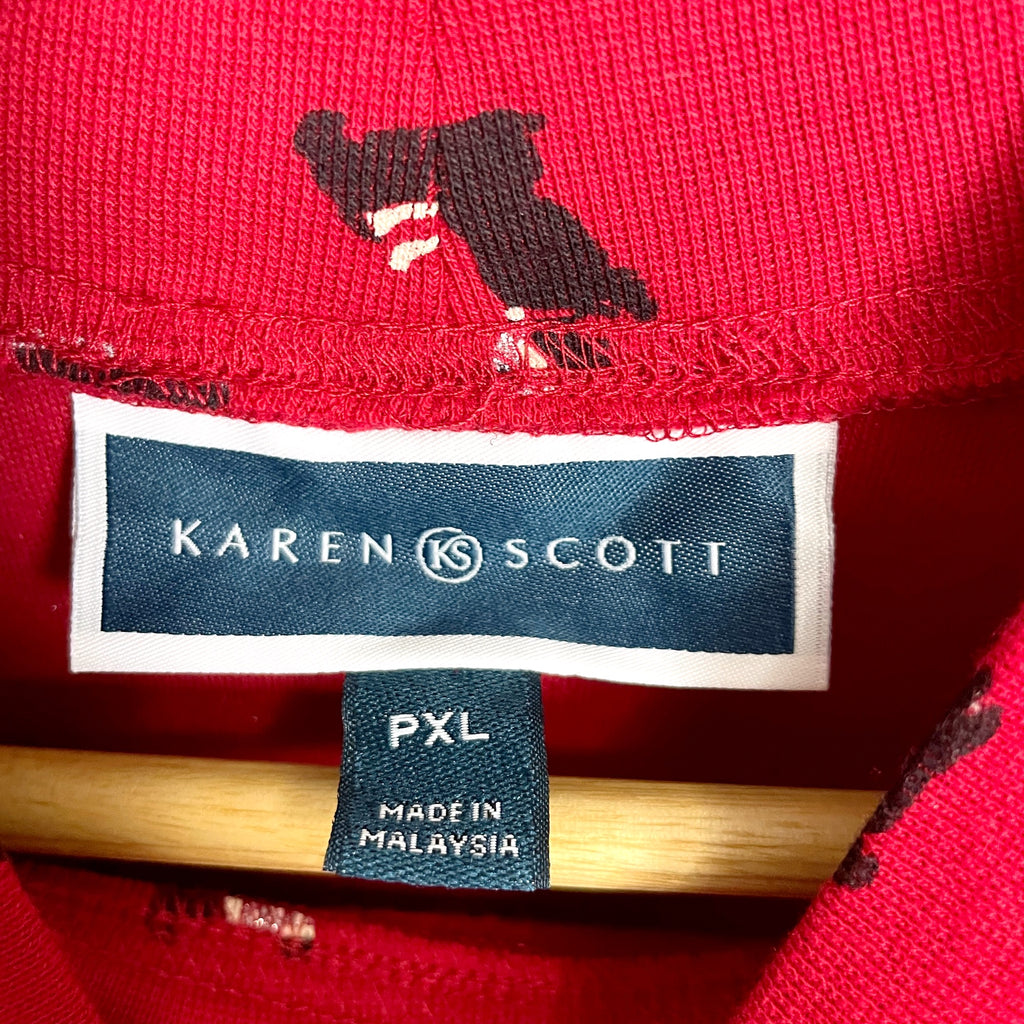 KAREN KS SCOTT
PXL
MADE IN
MALAYSIA